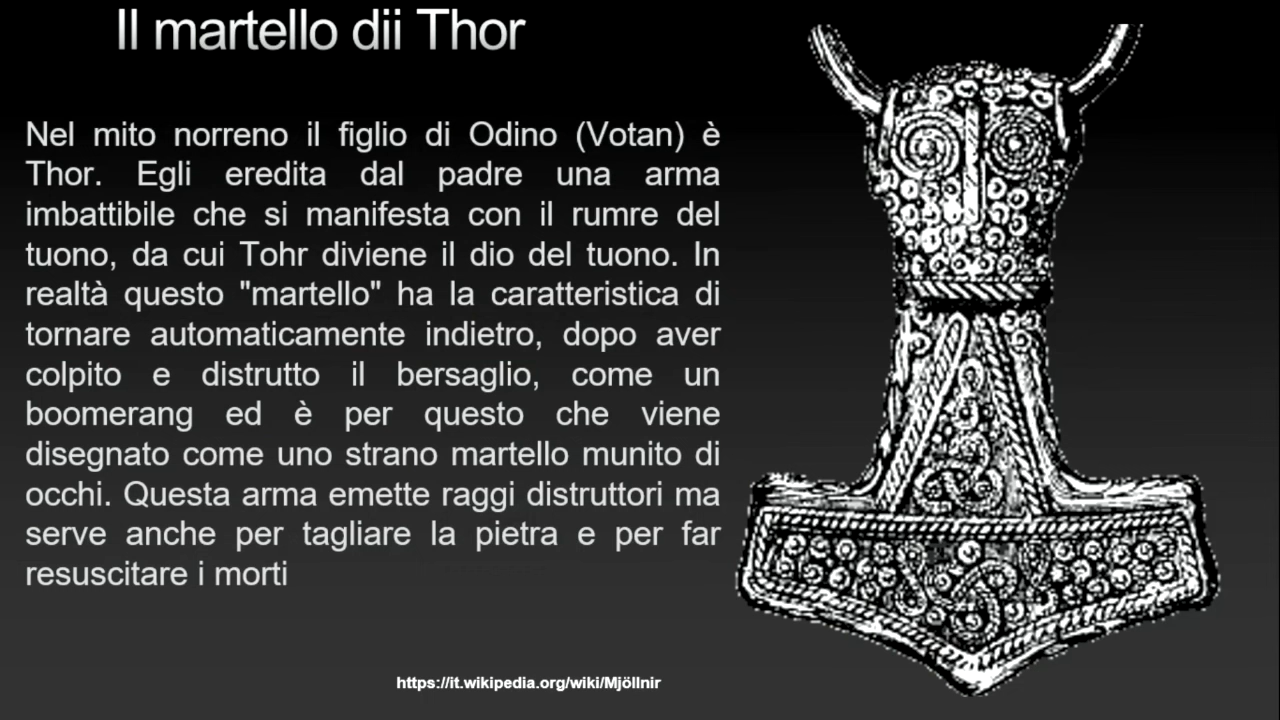 Il martello dii Thor
Nel mito norreno il figlio di Odino (Votan) è
Thor. Egli eredita dal padre una arma
imbattibile che si manifesta con il rumre del
tuono, da cui Tohr diviene il dio del tuono. In
realtà questo "martello" ha la caratteristica di
tornare automaticamente indietro, dopo aver
colpito e distrutto il bersaglio, come un
boomerang ed è per questo che viene
disegnato come uno strano martello munito di
occhi. Questa arma emette raggi distruttori ma
serve anche per tagliare la pietra e per far
resuscitare i morti
https://it.wikipedia.org/wiki/Mjöllnir